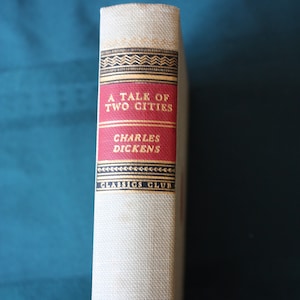 A TALE OF
TWO CITIES
CHARLES
DICKENS
CLASSICS CLUB